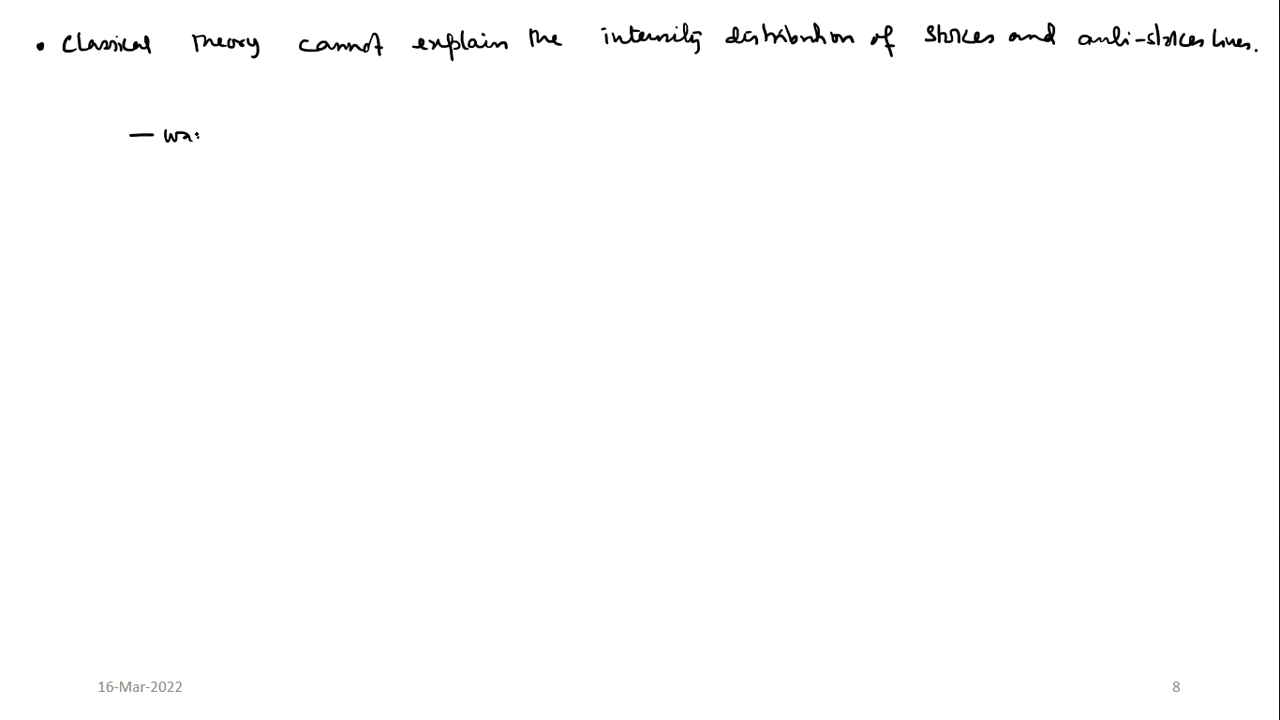 • Classical Theory cannot explain the intensity distribution of Stokes and anti-stokes lines.
—
16-Mar-2022
8